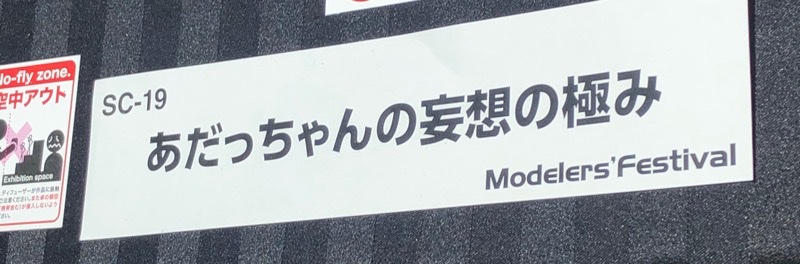 No-fly zone.
空中アウト
Exhibition space
SC-19
あだっちゃんの妄想の極み
Modelers'Festival